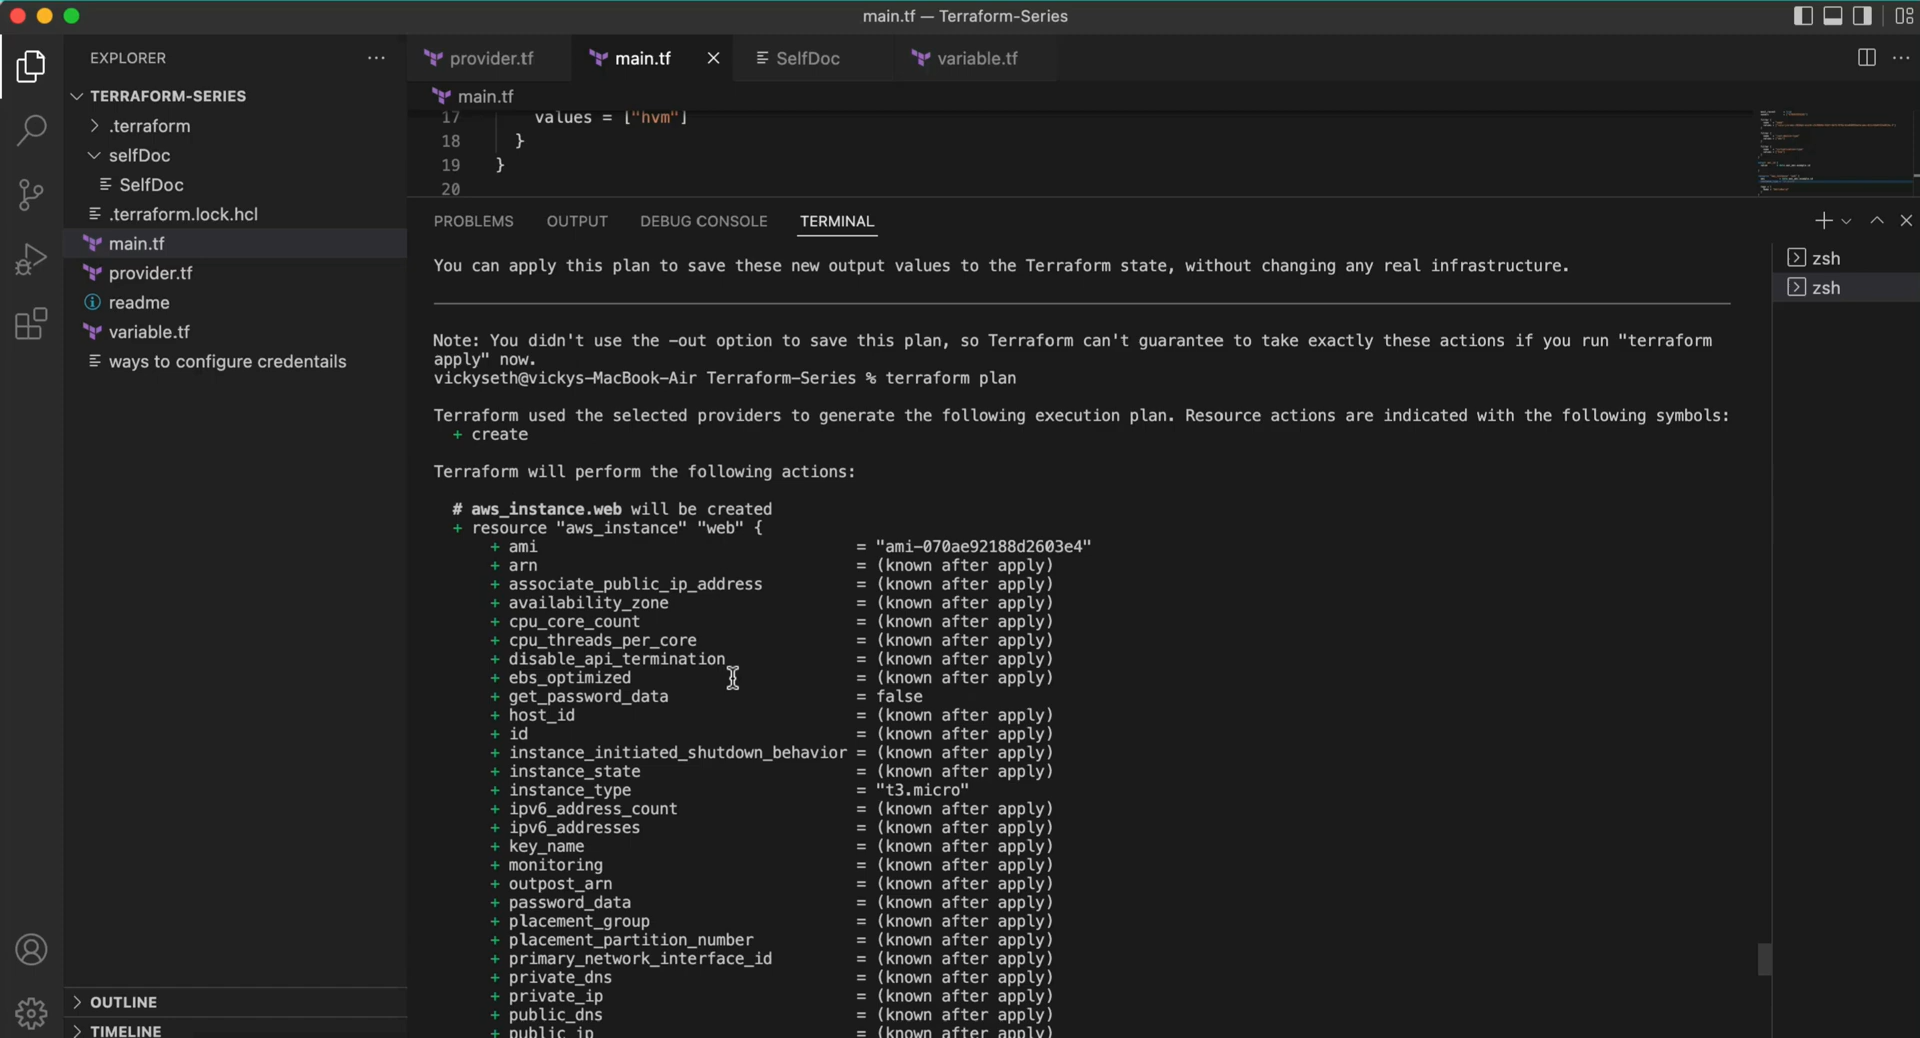 main.tf — Terraform-Series
EXPLORER
TERRAFORM-SERIES
.terraform
selfDoc
SelfDoc
.terraform.lock.hcl
main.tf
provider.tf
readme
variable.tf
ways to configure credentails
OUTLINE
TIMELINE
provider.tf
main.tf
SelfDoc
variable.tf
main.tf
17 values = ["hvm"]
18 }
19 }
20
PROBLEMS OUTPUT DEBUG CONSOLE TERMINAL
zsh
zsh
You can apply this plan to save these new output values to the Terraform state, without changing any real infrastructure.
Note: You didn't use the -out option to save this plan, so Terraform can't guarantee to take exactly these actions if you run "terraform
apply" now.
vickyseth@vickys-MacBook-Air Terraform-Series % terraform plan
Terraform used the selected providers to generate the following execution plan. Resource actions are indicated with the following symbols:
+ create
Terraform will perform the following actions:
# aws_instance.web will be created
+ resource "aws_instance" "web" {
+ ami = "ami-070ae92188d2603e4"
+ arn = (known after apply)
+ associate_public_ip_address = (known after apply)
+ availability_zone = (known after apply)
+ cpu_core_count = (known after apply)
+ cpu_threads_per_core = (known after apply)
+ disable_api_termination = (known after apply)
+ ebs_optimized = (known after apply)
+ get_password_data = false
+ host_id = (known after apply)
+ id = (known after apply)
+ instance_initiated_shutdown_behavior = (known after apply)
+ instance_state = (known after apply)
+ instance_type = "t3.micro"
+ ipv6_address_count = (known after apply)
+ ipv6_addresses = (known after apply)
+ key_name = (known after apply)
+ monitoring = (known after apply)
+ outpost_arn = (known after apply)
+ password_data = (known after apply)
+ placement_group = (known after apply)
+ placement_partition_number = (known after apply)
+ primary_network_interface_id = (known after apply)
+ private_dns = (known after apply)
+ private_ip = (known after apply)
+ public_dns = (known after apply)
+ public_ip = (known after apply)